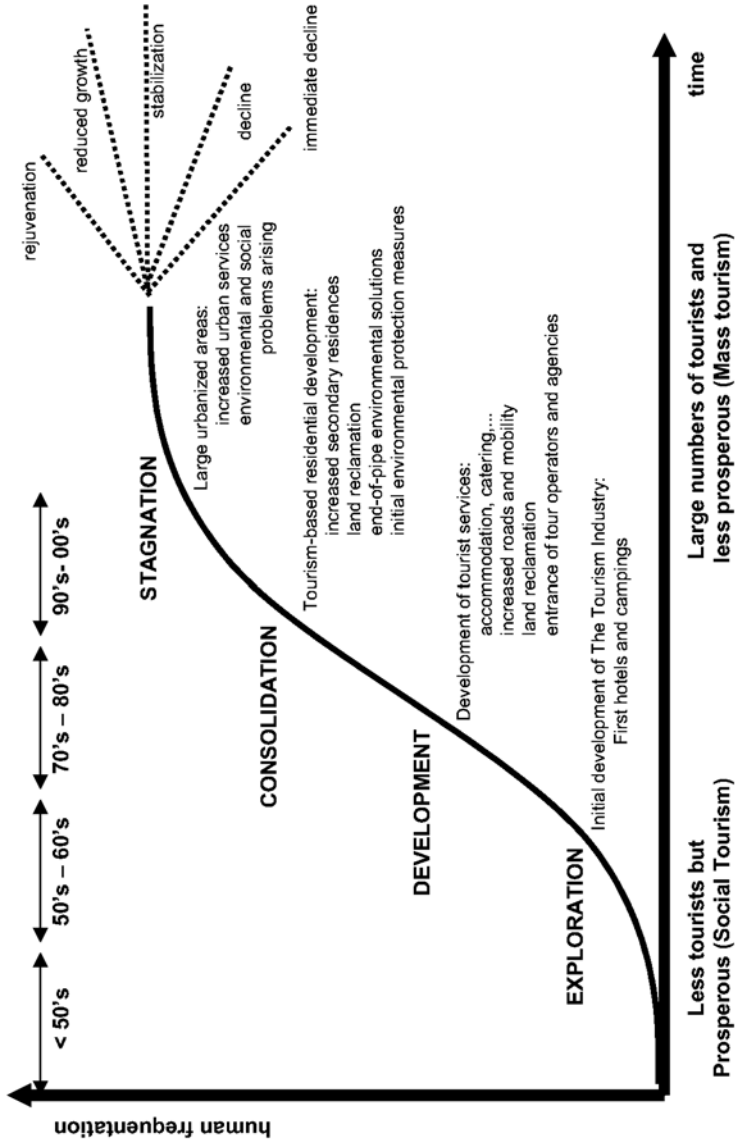 human frequentation
< 50's
50's – 60's
70's – 80's
90's- 00's
rejuvenation
reduced growth
stabilization
decline
immediate decline
STAGNATION
Large urbanized areas:
increased urban services
environmental and social
problems arising
CONSOLIDATION
Tourism-based residential development:
increased secondary residences
land reclamation
end-of-pipe environmental solutions
initial environmental protection measures
DEVELOPMENT
Development of tourist services:
accommodation, catering,...
increased roads and mobility
land reclamation
entrance of tour operators and agencies
EXPLORATION
Initial development of The Tourism Industry:
First hotels and campings
Less tourists but
Prosperous (Social Tourism)
Large numbers of tourists and
less prosperous (Mass tourism)
time